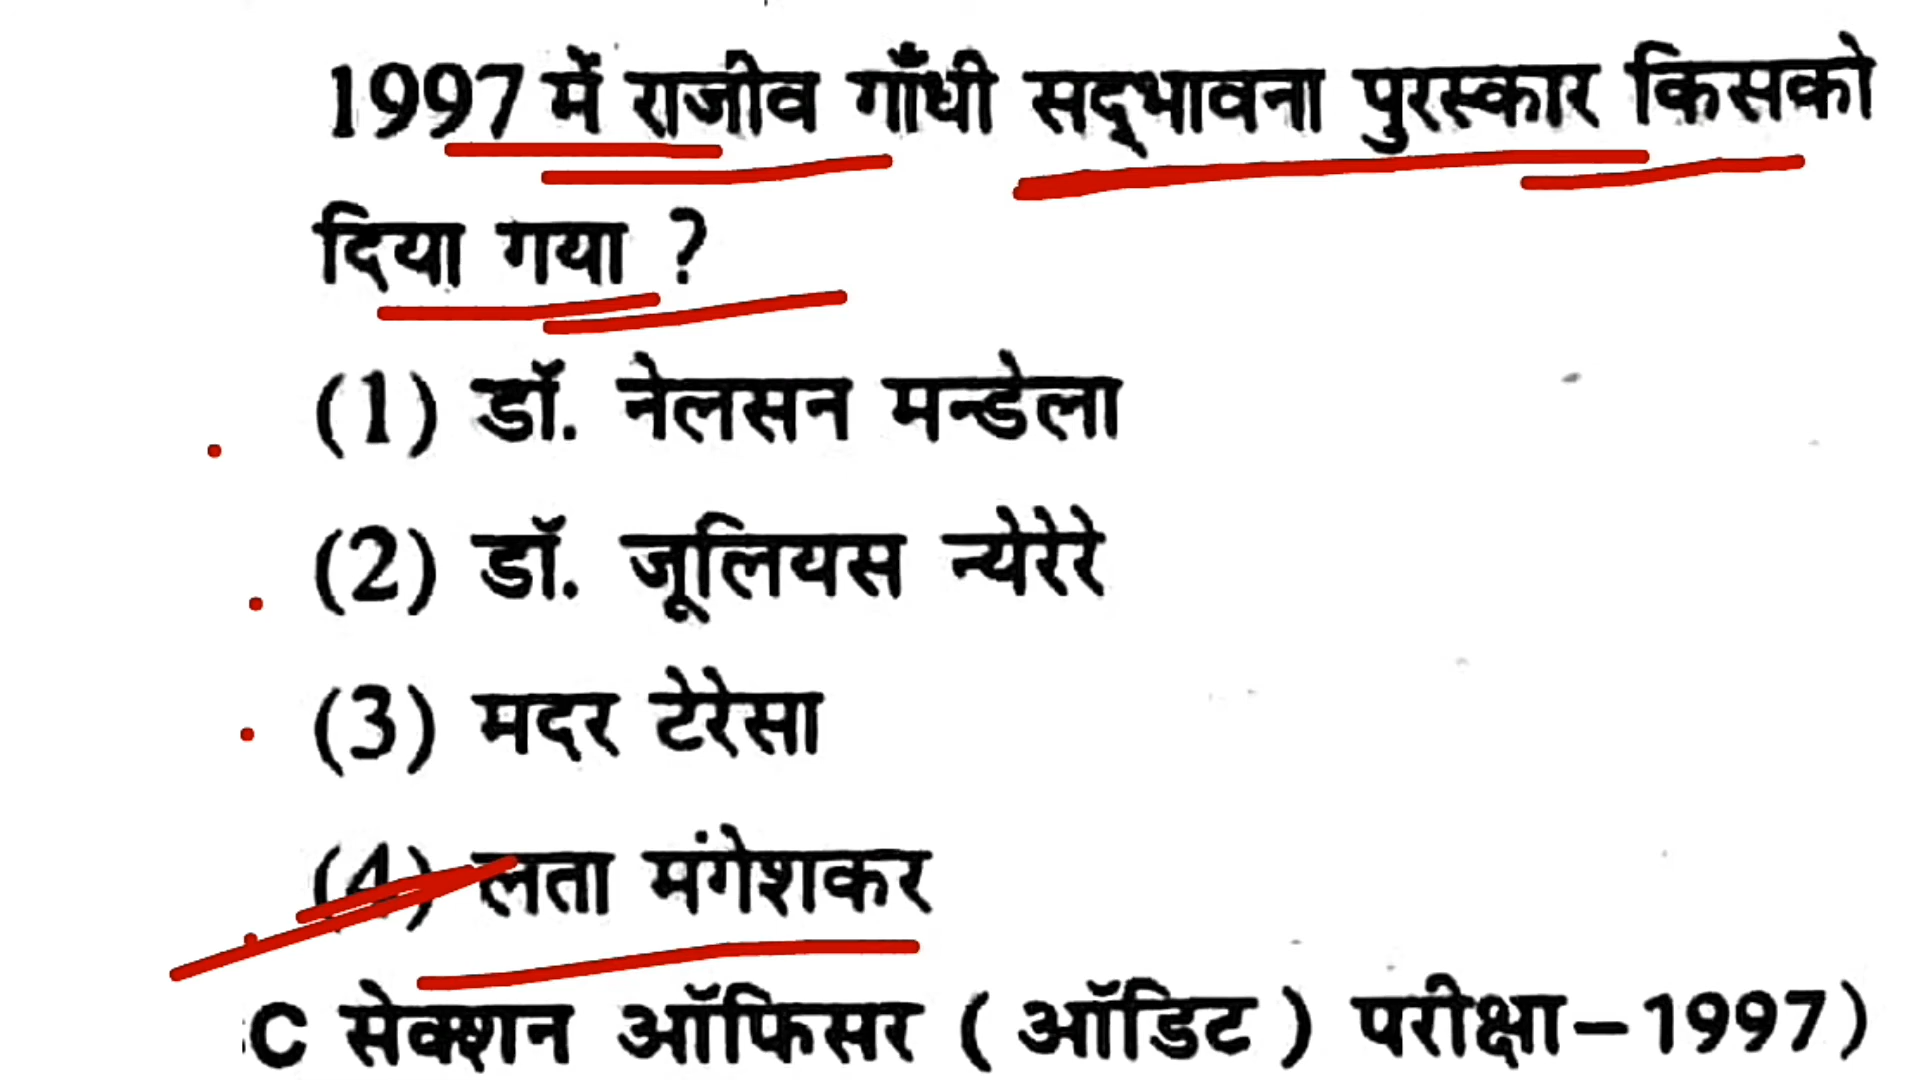 1997 में राजीव गाँधी सद्‌भावना पुरस्कार किसको
दिया गया ?
(1) डॉ. नेलसन मन्डेला
(2) डॉ. जूलियस न्येरेरे
(3) मदर टेरेसा
(4) लता मंगेशकर
C सेक्शन ऑफिसर ( ऑडिट ) परीक्षा–1997)